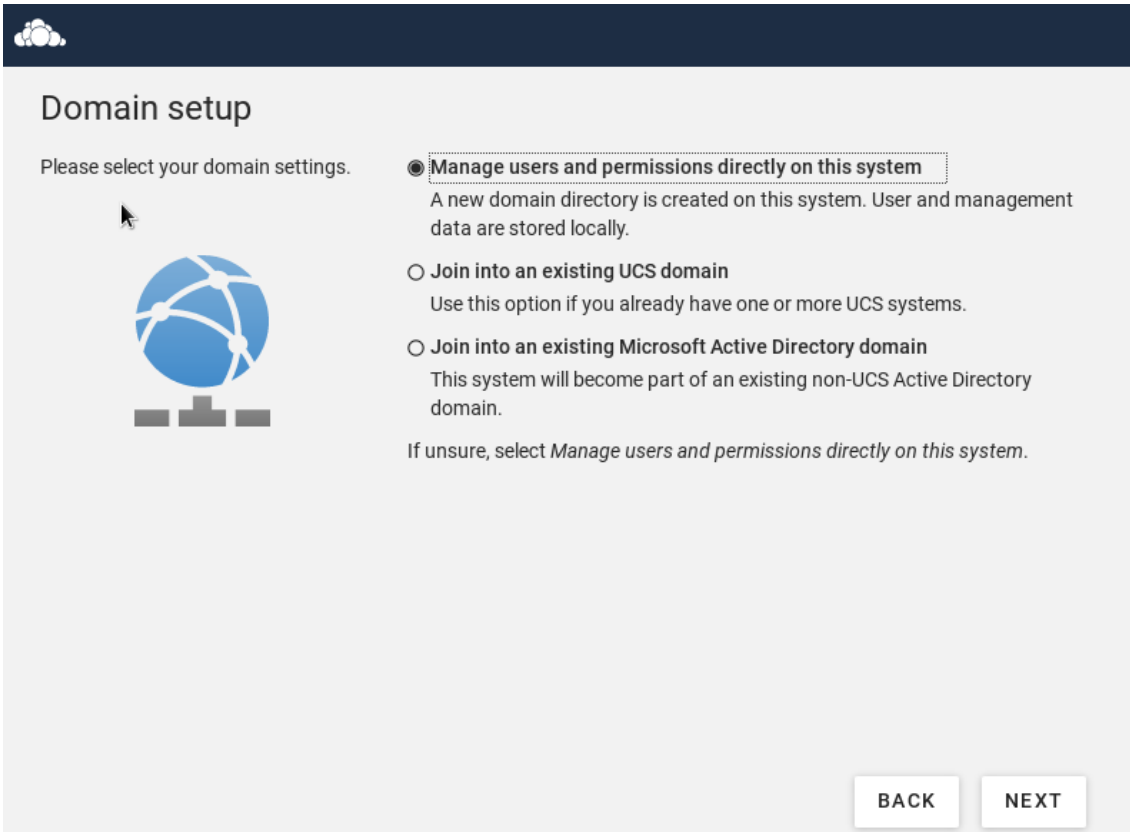 Domain setup
Please select your domain settings.
Manage users and permissions directly on this system
A new domain directory is created on this system. User and management
data are stored locally.
Join into an existing UCS domain
Use this option if you already have one or more UCS systems.
Join into an existing Microsoft Active Directory domain
This system will become part of an existing non-UCS Active Directory
domain.
If unsure, select Manage users and permissions directly on this system.
BACK
NEXT